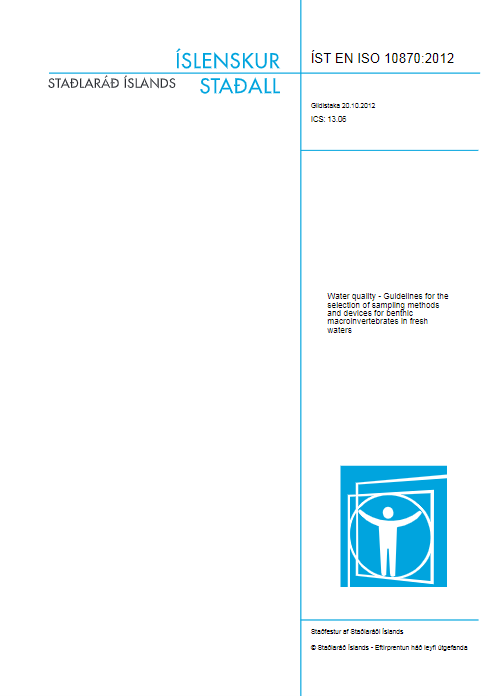 ÍSLENSKUR
STAÐALL
STAÐLARÁÐ ÍSLANDS
ÍST EN ISO 10870:2012
Gildistaka 20.10.2012
ICS: 13.06
Water quality - Guidelines for the
selection of sampling methods
and devices for benthic
macroinvertebrates in fresh
waters
Staðfestur af Staðlaráði Íslands
© Staðlaráð Íslands - Eftirprentun háð leyfi útgefanda